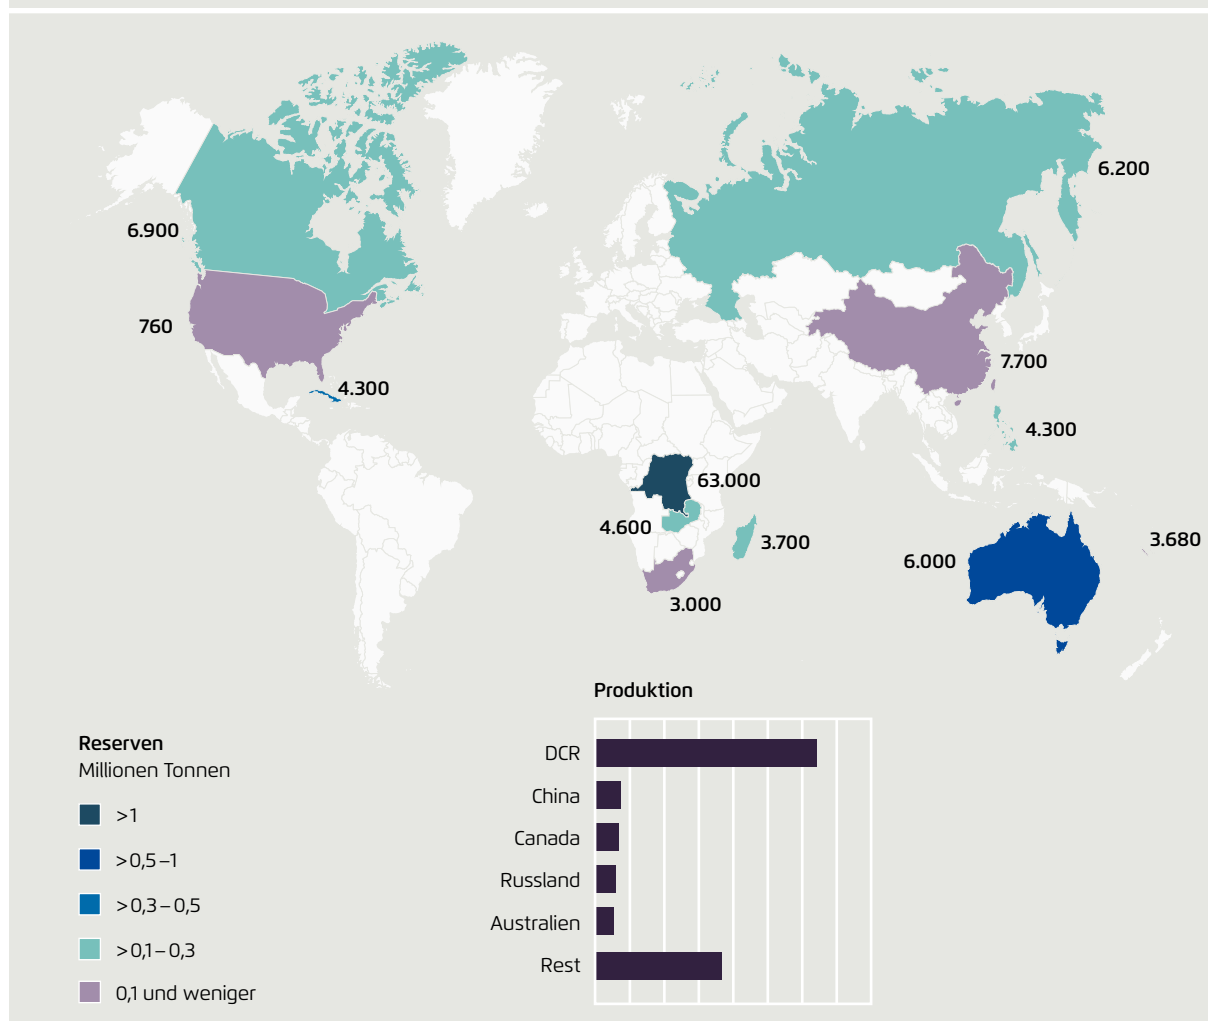 6.200
6.900
760
7.700
4.300
4.300
63.000
4.600
3.700
3.680
6.000
3.000
Produktion
Reserven
Millionen Tonnen
>1
>0,5–1
>0,3–0,5
>0,1–0,3
0,1 und weniger
DCR
China
Canada
Russland
Australien
Rest